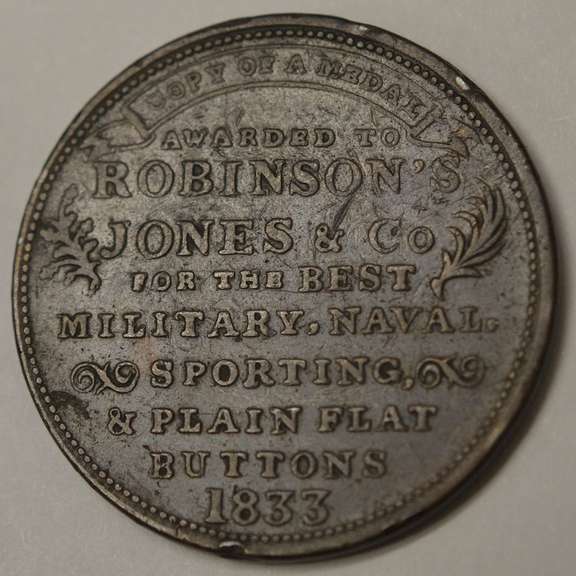 COPY OF A MEDAL
AWARDED TO
ROBINSON'S
JONES & Co
FOR THE BEST
MILITARY, NAVAL,
SPORTING,
& PLAIN FLAT
BUTTONS
1833